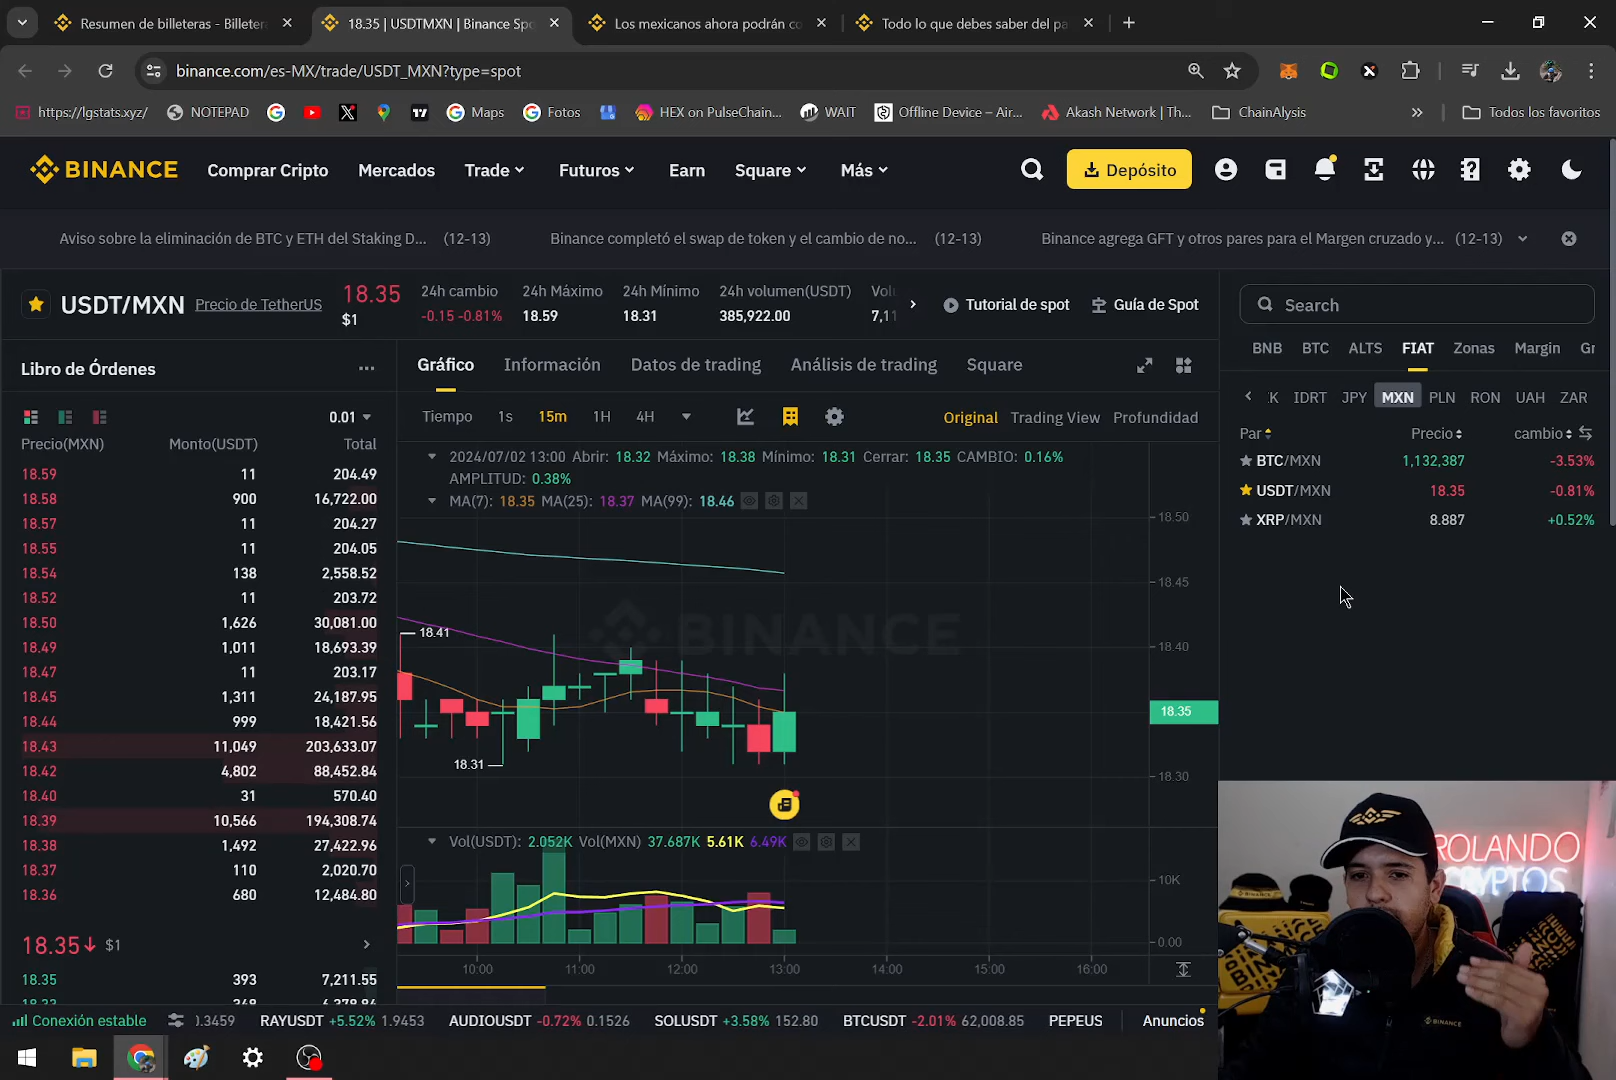 Resumen de billeteras - Billeter
18.35 | USDTMXN | Binance Spo
Los mexicanos ahora podrán co
Todo lo que debes saber del pa
binance.com/es-MX/trade/USDT_MXN?type=spot
https://lgstats.xyz/ NOTEPAD Maps Fotos HEX on PulseChain... WAIT Offline Device – Air... Akash Network | Th... ChainAlysis » Todos los favoritos
BINANCE Comprar Cripto Mercados Trade Futuros Earn Square Más Depósito
Aviso sobre la eliminación de BTC y ETH del Staking D... (12-13) Binance completó el swap de token y el cambio de no... (12-13) Binance agrega GFT y otros pares para el Margen cruzado y... (12-13)
USDT/MXN Precio de TetherUS
18.35
$1
24h cambio
-0.15 -0.81%
24h Máximo
18.59
24h Mínimo
18.31
24h volumen(USDT)
385,922.00
Tutorial de spot Guía de Spot
Search
BNB BTC ALTS FIAT Zonas Margin Gr
IDRT JPY MXN PLN RON UAH ZAR
Par Precio cambio
BTC/MXN 1,132,387 -3.53%
USDT/MXN 18.35 -0.81%
XRP/MXN 8.887 +0.52%
Libro de Órdenes
0.01
Precio(MXN) Monto(USDT) Total
18.59 11 204.49
18.58 900 16,722.00
18.57 11 204.27
18.55 11 204.05
18.54 138 2,558.52
18.52 11 203.72
18.50 1,626 30,081.00
18.49 1,011 18,693.39
18.47 11 203.17
18.45 1,311 24,187.95
18.44 999 18,421.56
18.43 11,049 203,633.07
18.42 4,802 88,452.84
18.40 31 570.40
18.39 10,566 194,308.74
18.38 1,492 27,422.96
18.37 110 2,020.70
18.36 680 12,484.80
18.35 $1
18.35 393 7,211.55
Gráfico Información Datos de trading Análisis de trading Square
Tiempo 1s 15m 1H 4H Original Trading View Profundidad
2024/07/02 13:00 Abrir: 18.32 Máximo: 18.38 Mínimo: 18.31 Cerrar: 18.35 CAMBIO: 0.16%
AMPLITUD: 0.38%
MA(7): 18.35 MA(25): 18.37 MA(99): 18.46
18.50
18.45
18.40
18.35
18.30
18.41
18.31
BINANCE
Vol(USDT): 2.052K Vol(MXN) 37.687K 5.61K 6.49K
10K
0.00
10:00 11:00 12:00 13:00 14:00 15:00 16:00
ROLANDO
CRYPTOS
BINANCE
Conexión estable RAYUSDT +5.52% 1.9453 AUDIOUSDT -0.72% 0.1526 SOLUSDT +3.58% 152.80 BTCUSDT -2.01% 62,008.85 PEPEUS Anuncios